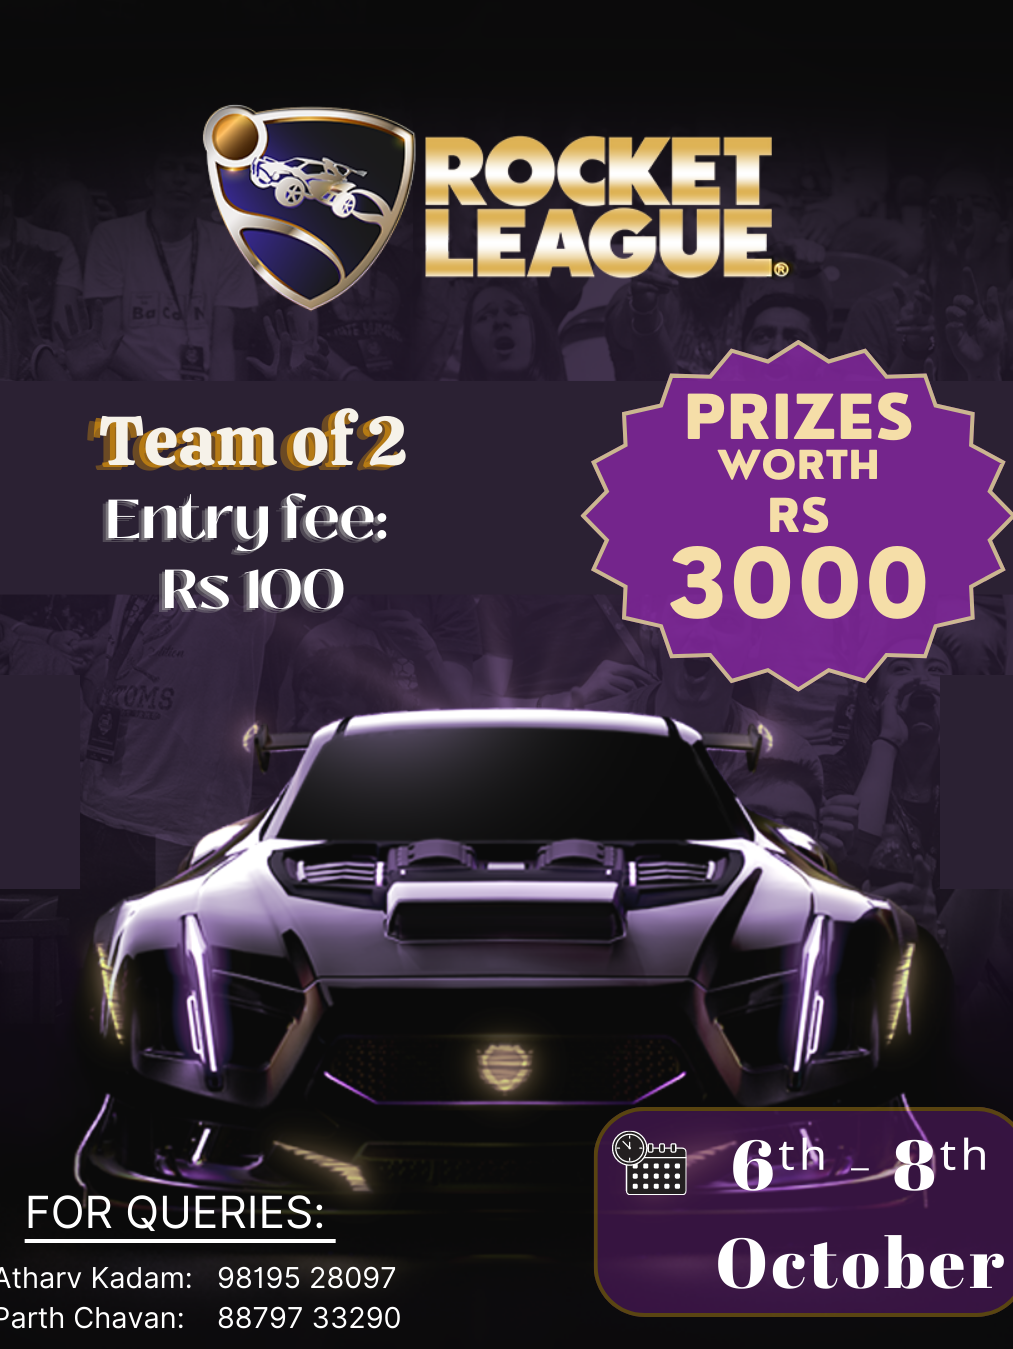 ROCKET
LEAGUE®
Team of 2
Entry fee:
Rs 100
PRIZES
WORTH
RS
3000
6th – 8th
October
FOR QUERIES:
Atharv Kadam: 98195 28097
Parth Chavan: 88797 33290